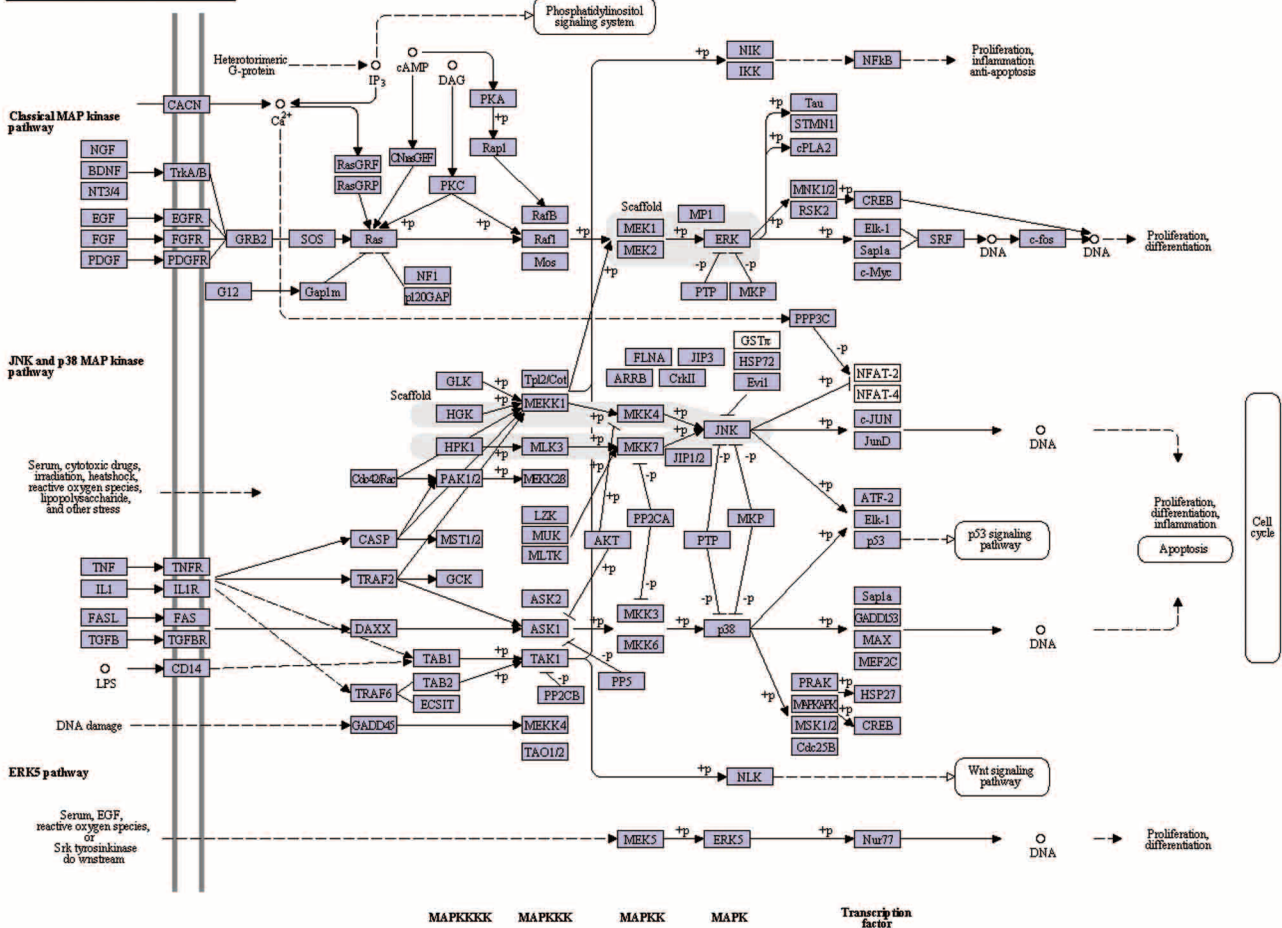 Phosphatidylinositol
signaling system
Heterotorimeric
G-protein
IP3
cAMP
DAG
NIK
IKK
+p
NFkB
Proliferation,
inflammation
anti-apoptosis
Classical MAP kinase
pathway
CACN
Ca2+
PKA
+p
Rap1
Tau
STMN1
cPLA2
+p
+p
NGF
BDNF
NT3/4
TrkA/B
RasGRF
RasGRP
CNrasGEF
PKC
RafB
Scaffold
MP1
MNK1/2
RSK2
+p
CREB
EGF
EGFR
FGF
FGFR
PDGF
PDGFR
GRB2
SOS
Ras
+p
+p
Raf1
Mos
+p
MEK1
MEK2
+p
ERK
+p
+p
Elk-1
Sap1a
c-Myc
SRF
DNA
c-fos
DNA
Proliferation,
differentiation
G12
Gap1m
NF1
p120GAP
+p
-p
-p
PTP
MKP
PPP3C
-p
JNK and p38 MAP kinase
pathway
Scaffold
GLK
HGK
HPK1
+p
+p
+p
Tpl2/Cot
MEKK1
MLK3
FLNA
JIP3
ARRB
CrkII
GSTπ
HSP72
Evi1
NFAT-2
NFAT-4
+p
+p
+p
MKK4
MKK7
+p
+p
JIP1/2
JNK
+p
c-JUN
JunD
DNA
Serum, cytotoxic drugs,
irradiation, heatshock,
reactive oxygen species,
lipopolysaccharide,
and other stress
Cdc42/Rac
PAK1/2
+p
MEKK2/3
-p
-p
-p
+p
ATF-2
Elk-1
p53
p53 signaling
pathway
Proliferation,
differentiation,
inflammation
Apoptosis
Cell
cycle
CASP
MST1/2
LZK
MUK
MLTK
+p
AKT
PP2CA
PTP
MKP
TNF
TNFR
IL1
IL1R
TRAF2
GCK
+p
ASK2
-p
-p
-p
FASL
FAS
TGFB
TGFBR
DAXX
ASK1
+p
MKK3
MKK6
+p
p38
+p
Sap1a
GADD153
MAX
MEF2C
DNA
LPS
CD14
TAB1
+p
TAK1
-p
TAB2
ECSIT
+p
-p
PP2CB
PP5
TRAF6
+p
PRAK
MAPKAPK
MSK1/2
Cdc25B
+p
+p
HSP27
CREB
DNA damage
GADD45
MEKK4
TAO1/2
ERK5 pathway
+p
NLK
Wnt signaling
pathway
Serum, EGF,
reactive oxygen species,
or
Srk tyrosinkinase
do wnstream
MEK5
+p
ERK5
+p
Nur77
DNA
Proliferation,
differentiation
MAPKKKK
MAPKKK
MAPKK
MAPK
Transcription
factor